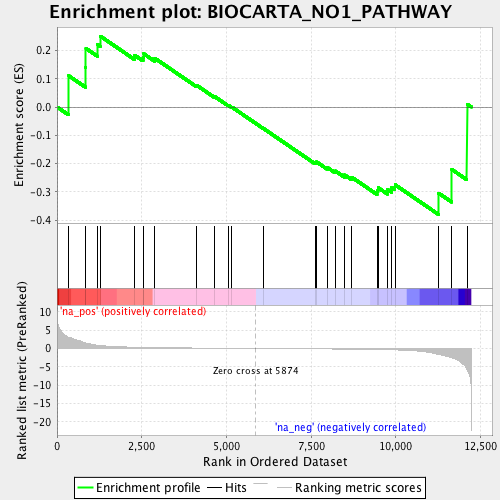 Enrichment plot: BIOCARTA_NO1_PATHWAY
Enrichment score (ES)
0.2
0.1
0.0
-0.1
-0.2
-0.3
-0.4
'na_pos' (positively correlated)
Ranked list metric (PreRanked)
10
5
0
-5
-10
-15
-20
Zero cross at 5874
'na_neg' (negatively correlated)
0
2,500
5,000
7,500
10,000
12,500
Rank in Ordered Dataset
Enrichment profile
Hits
Ranking metric scores